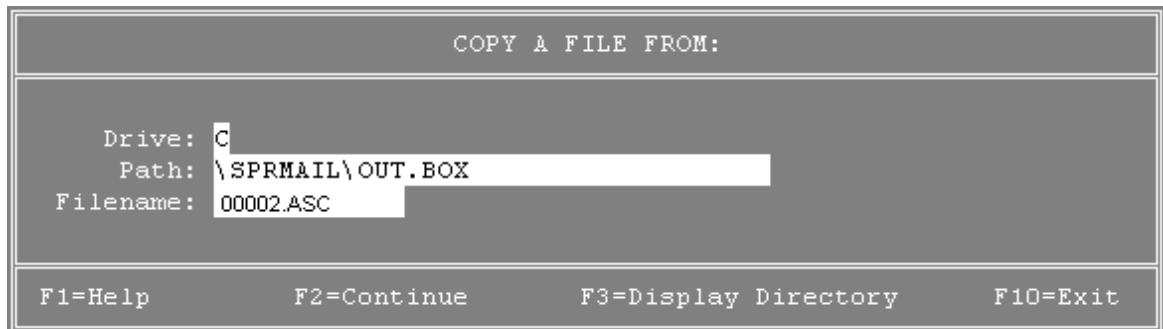 COPY A FILE FROM:
Drive: C
Path: \SPRMAIL\OUT.BOX
Filename: 00002.ASC
F1=Help F2=Continue F3=Display Directory F10=Exit